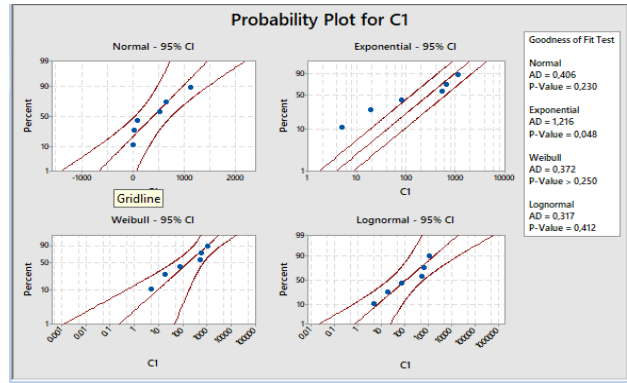 Probability Plot for C1
Normal - 95% CI
99
90
50
10
1
Percent
-1000
0
1000
2000
Gridline
Exponential - 95% CI
90
50
10
1
Percent
1
10
100
1000
10000
C1
Weibull - 95% CI
90
50
10
1
Percent
0,001
0,01
0,1
1
10
100
1000
10000
100000
C1
Lognormal - 95% CI
99
90
50
10
1
Percent
0,01
0,1
1
10
100
1000
10000
100000
1000000
C1
Goodness of Fit Test
Normal
AD = 0,406
P-Value = 0,230
Exponential
AD = 1,216
P-Value = 0,048
Weibull
AD = 0,372
P-Value > 0,250
Lognormal
AD = 0,317
P-Value = 0,412